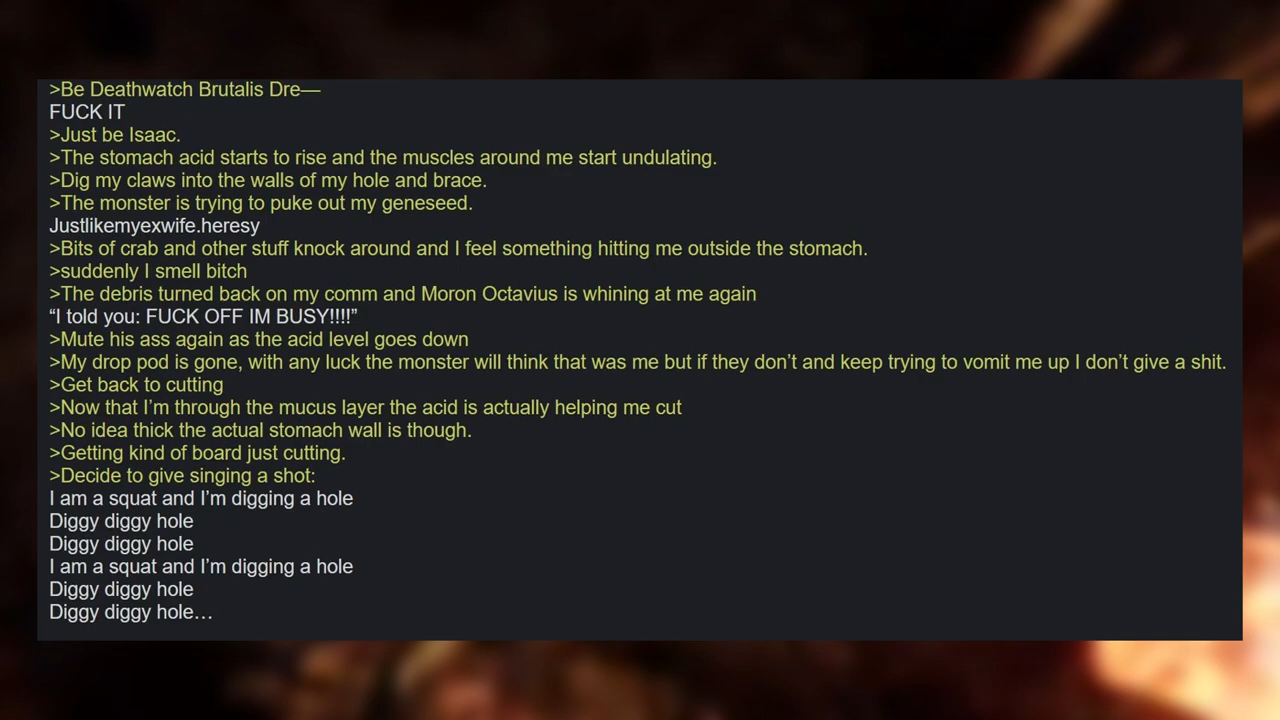 >Be Deathwatch Brutalis Dre—
FUCK IT
>Just be Isaac.
>The stomach acid starts to rise and the muscles around me start undulating.
>Dig my claws into the walls of my hole and brace.
>The monster is trying to puke out my geneseed.
Justlikemyexwife.heresy
>Bits of crab and other stuff knock around and I feel something hitting me outside the stomach.
>suddenly I smell bitch
>The debris turned back on my comm and Moron Octavius is whining at me again
“I told you: FUCK OFF IM BUSY!!!!”
>Mute his ass again as the acid level goes down
>My drop pod is gone, with any luck the monster will think that was me but if they don’t and keep trying to vomit me up I don’t give a shit.
>Get back to cutting
>Now that I’m through the mucus layer the acid is actually helping me cut
>No idea thick the actual stomach wall is though.
>Getting kind of board just cutting.
>Decide to give singing a shot:
I am a squat and I’m digging a hole
Diggy diggy hole
Diggy diggy hole
I am a squat and I’m digging a hole
Diggy diggy hole
Diggy diggy hole…